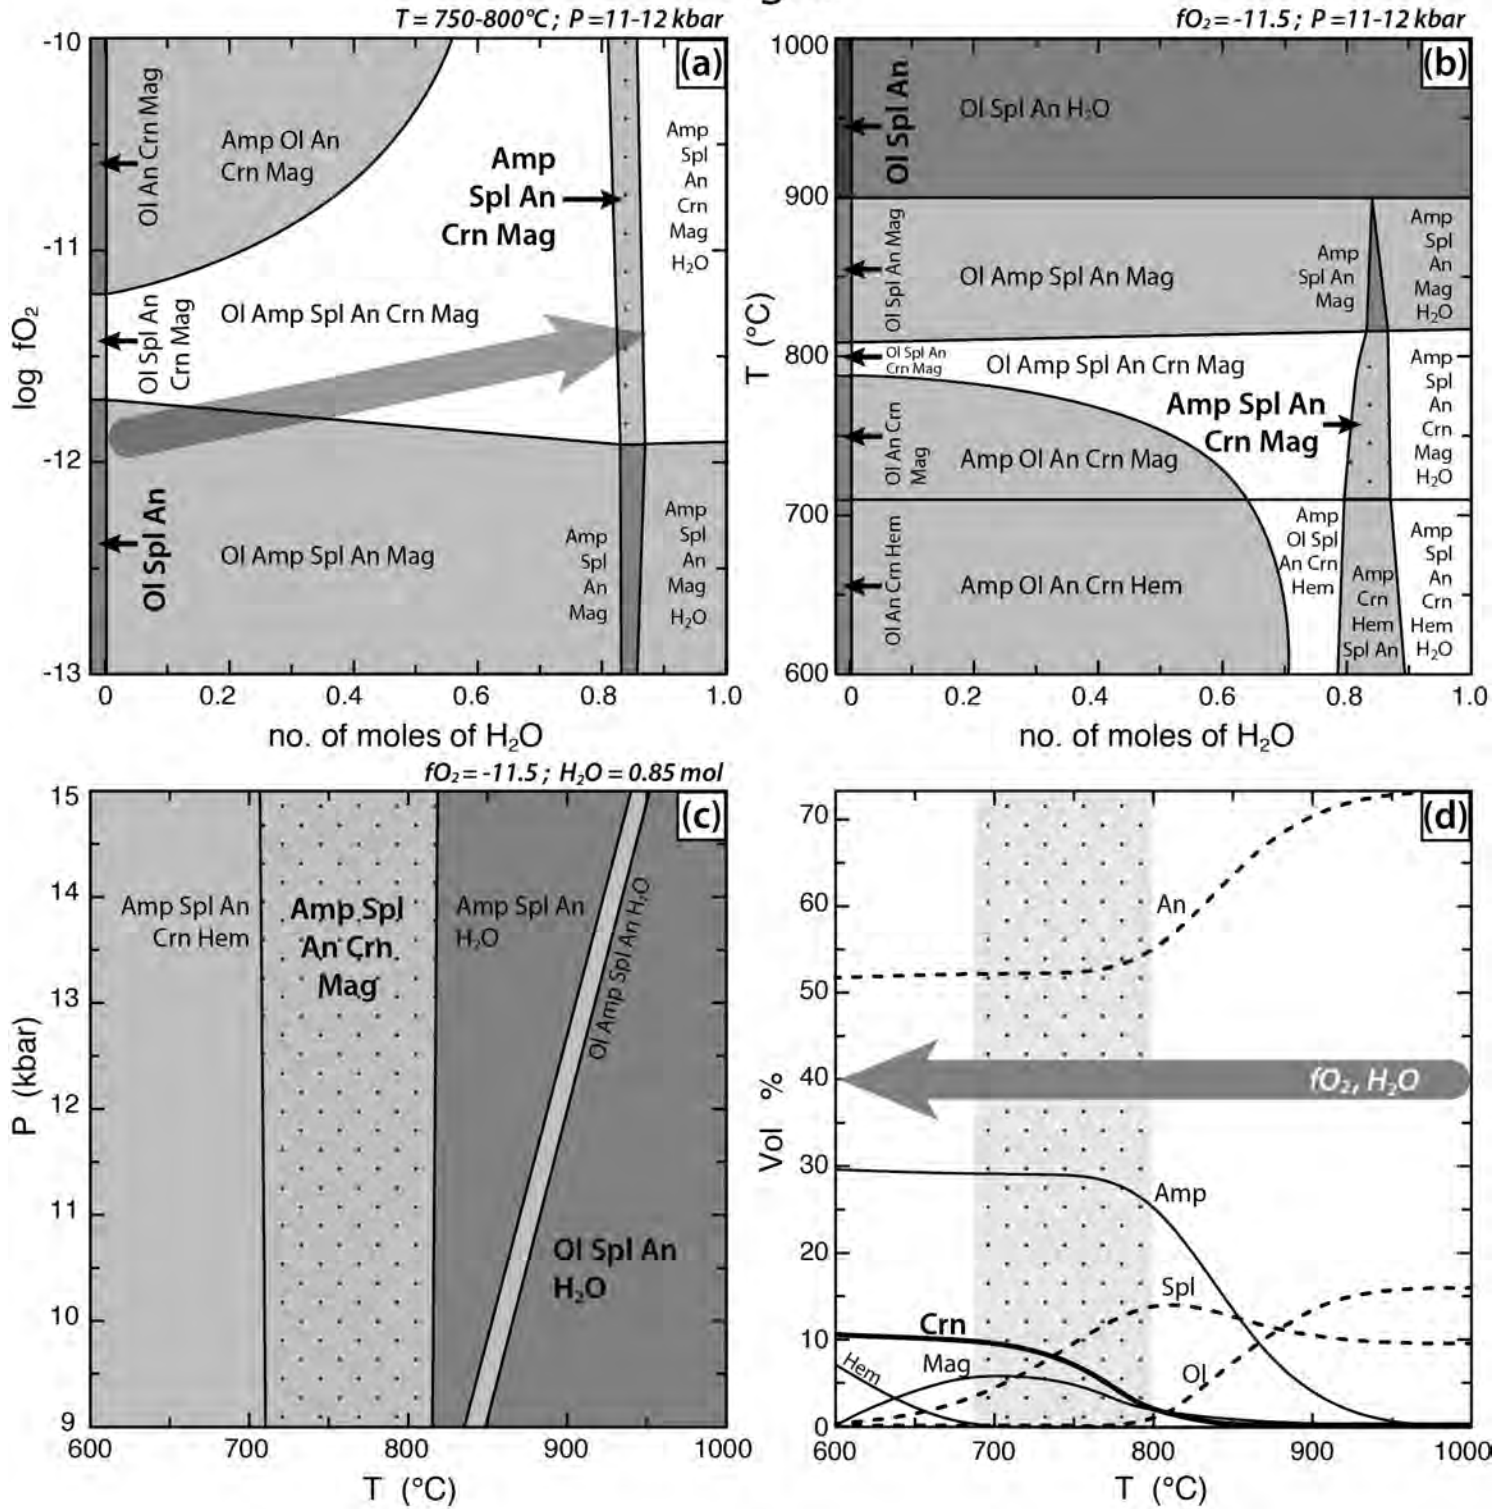 T = 750-800°C ; P = 11-12 kbar
(a)
-10
-11
-12
-13
log fO₂
Ol An Crn Mag
Amp Ol An
Crn Mag
Amp
Spl An
Crn Mag
Amp
Spl
An
Crn
Mag
H₂O
Ol Spl An
Crn Mag
Ol Amp Spl An Crn Mag
Ol Spl An
Ol Amp Spl An Mag
Amp
Spl
An
Mag
Amp
Spl
An
Mag
H₂O
0
0.2
0.4
0.6
0.8
1.0
no. of moles of H₂O
fO₂ = -11.5 ; P = 11-12 kbar
(b)
1000
900
800
700
600
T (°C)
Ol Spl An
Ol Spl An H₂O
Ol Spl An Mag
Ol Amp Spl An Mag
Amp
Spl An
Mag
Amp
Spl
An
Mag
H₂O
Ol Spl An
Crn Mag
Ol Amp Spl An Crn Mag
Amp Spl An
Crn Mag
Amp
Spl
An
Crn
Mag
H₂O
Ol An Crn
Mag
Amp Ol An Crn Mag
Ol An Crn Hem
Amp Ol An Crn Hem
Amp
Ol Spl
An Crn
Hem
Amp
Crn
Hem
Spl An
Amp
Spl
An
Crn
Hem
H₂O
0
0.2
0.4
0.6
0.8
1.0
no. of moles of H₂O
fO₂ = -11.5 ; H₂O = 0.85 mol
(c)
15
14
13
12
11
10
9
P (kbar)
Amp Spl An
Crn Hem
Amp Spl
An Crn
Mag
Amp Spl An
H₂O
Ol Amp Spl An H₂O
Ol Spl An
H₂O
600
700
800
900
1000
T (°C)
(d)
70
60
50
40
30
20
10
0
Vol %
An
fO₂, H₂O
Amp
Spl
Crn
Mag
Hem
Ol
600
700
800
900
1000
T (°C)